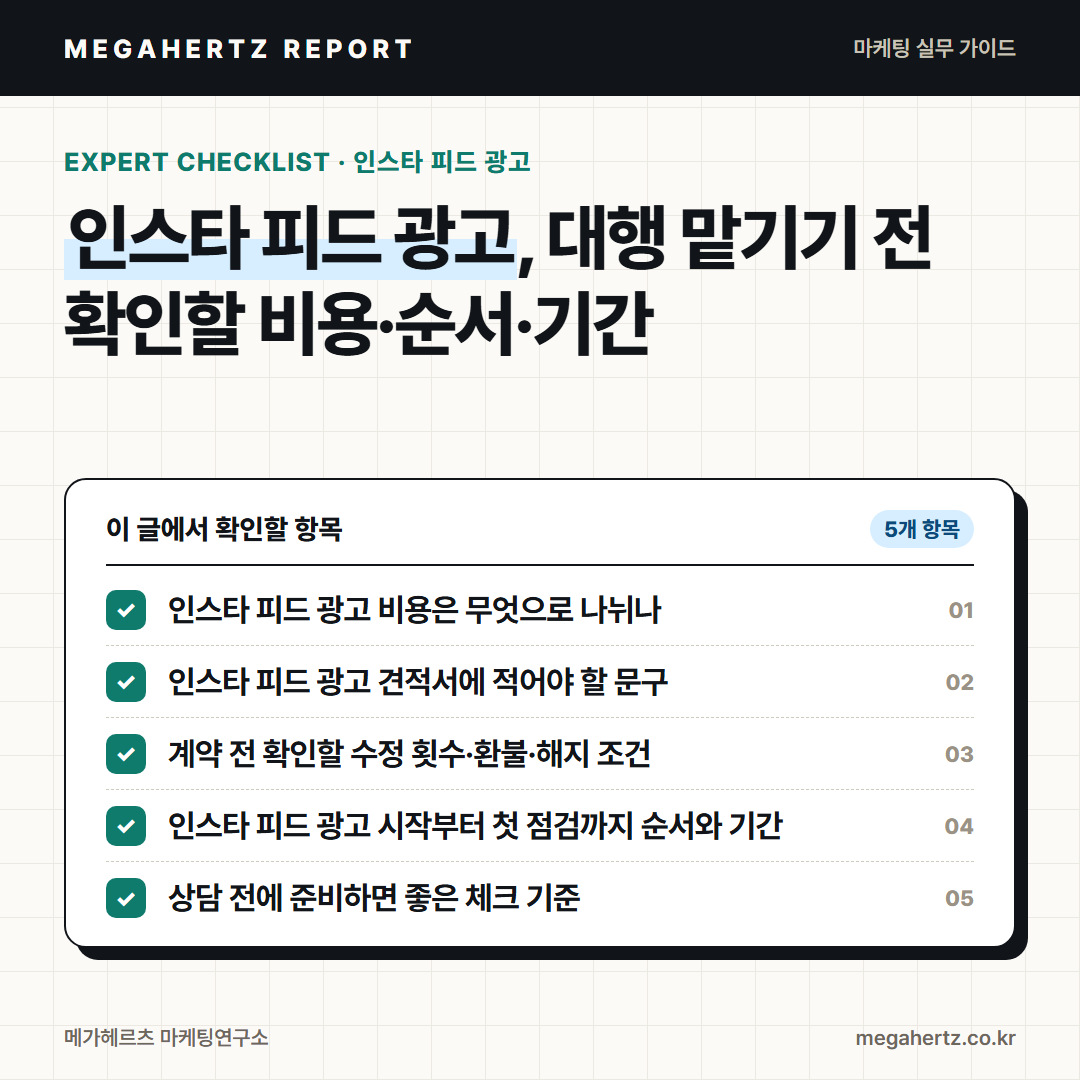 MEGAHERTZ REPORT
마케팅 실무 가이드
EXPERT CHECKLIST · 인스타 피드 광고
인스타 피드 광고, 대행 맡기기 전
확인할 비용·순서·기간
이 글에서 확인할 항목
5개 항목
인스타 피드 광고 비용은 무엇으로 나뉘나
01
인스타 피드 광고 견적서에 적어야 할 문구
02
계약 전 확인할 수정 횟수·환불·해지 조건
03
인스타 피드 광고 시작부터 첫 점검까지 순서와 기간
04
상담 전에 준비하면 좋은 체크 기준
05
메가헤르츠 마케팅연구소
megahertz.co.kr